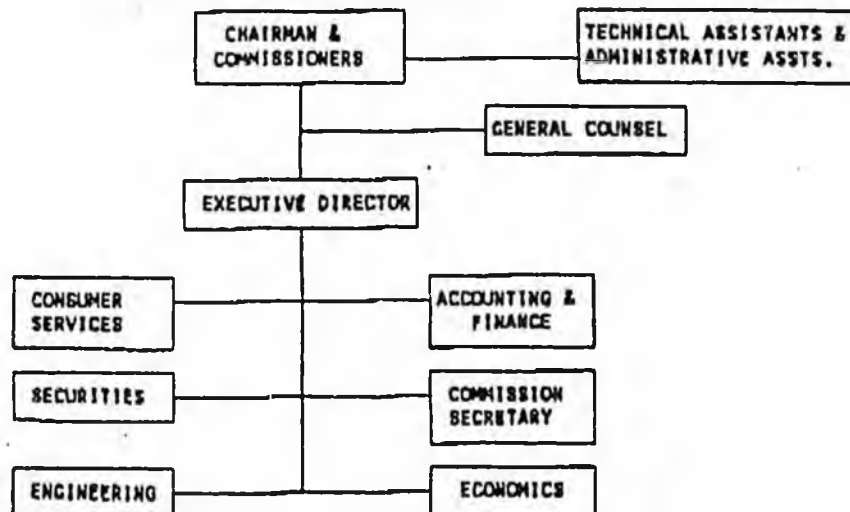 CHAIRMAN &
COMMISSIONERS
TECHNICAL ASSISTANTS &
ADMINISTRATIVE ASSTS.
GENERAL COUNSEL
EXECUTIVE DIRECTOR
CONSUMER
SERVICES
ACCOUNTING &
FINANCE
SECURITIES
COMMISSION
SECRETARY
ENGINEERING
ECONOMICS